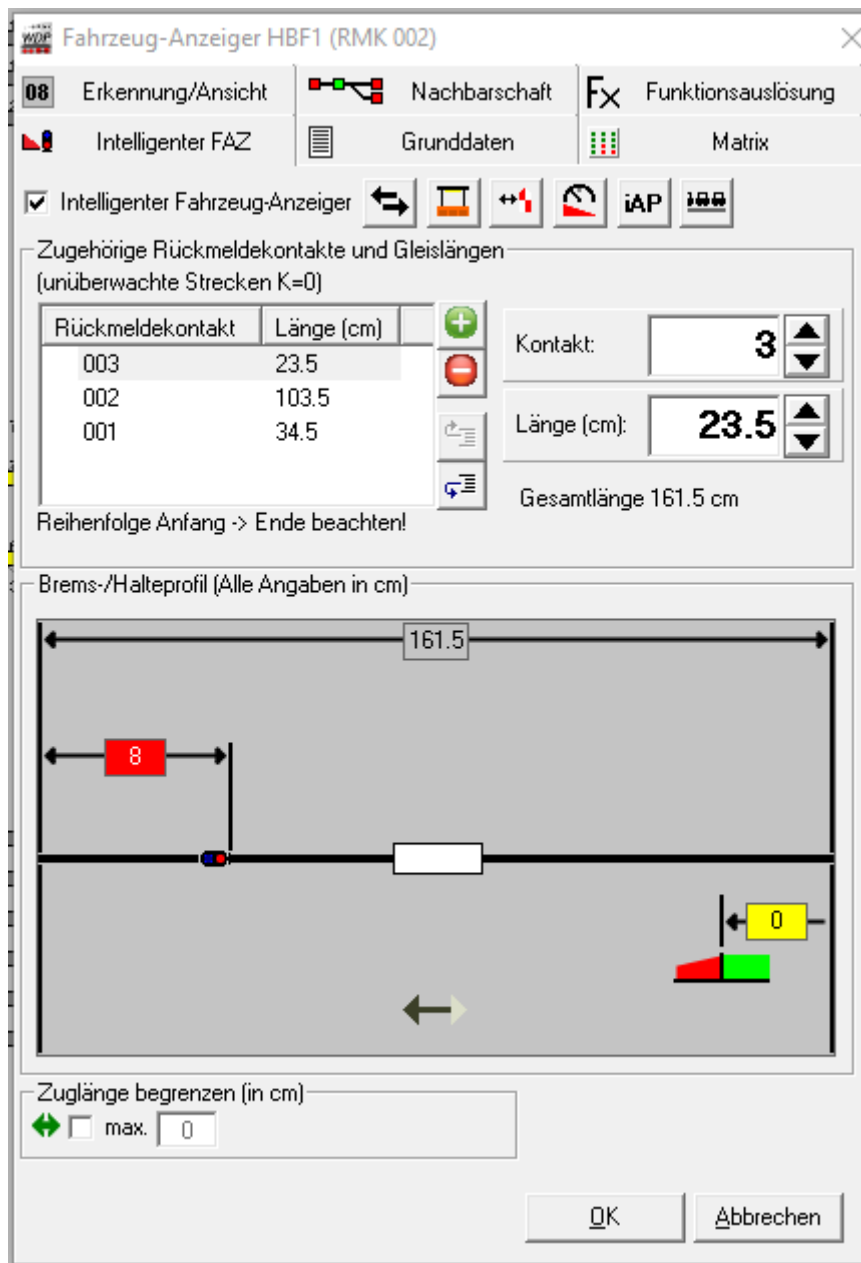 WDP Fahrzeug-Anzeiger HBF1 (RMK 002)
08 Erkennung/Ansicht Nachbarschaft Fx Funktionsauslösung
Intelligenter FAZ Grunddaten Matrix
Intelligenter Fahrzeug-Anzeiger iAP
Zugehörige Rückmeldekontakte und Gleislängen
(unüberwachte Strecken K=0)
Rückmeldekontakt Länge (cm)
003 23.5
002 103.5
001 34.5
Kontakt: 3
Länge (cm): 23.5
Gesamtlänge 161.5 cm
Reihenfolge Anfang -> Ende beachten!
Brems-/Halteprofil (Alle Angaben in cm)
161.5
8
0
Zuglänge begrenzen (in cm)
max. 0
OK Abbrechen